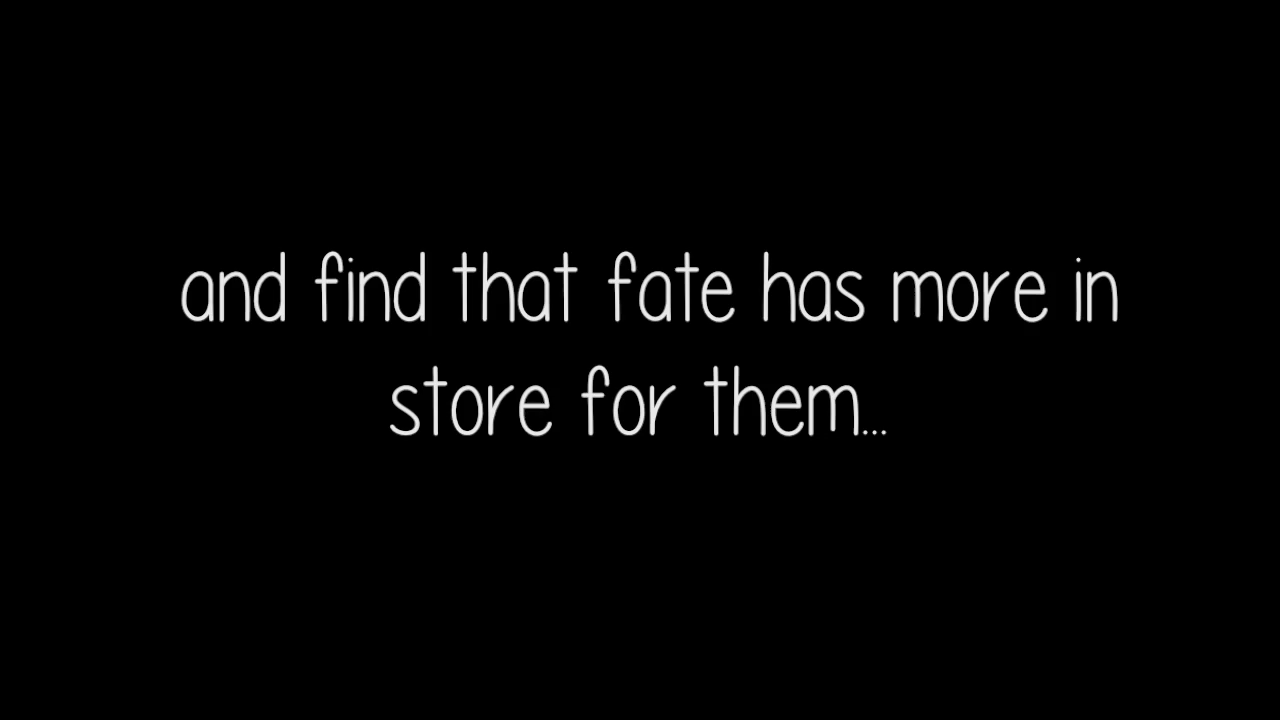 and find that fate has more in
store for them...